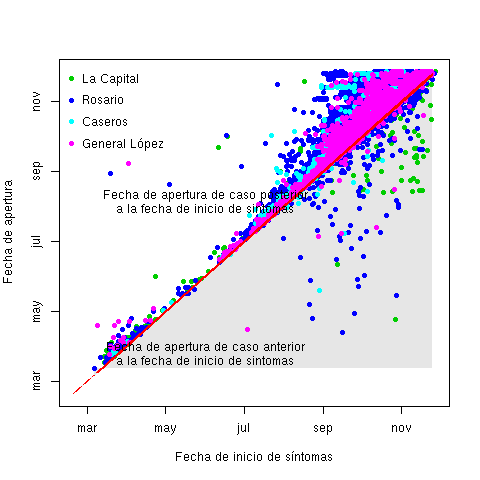 La Capital
Rosario
Caseros
General López
Fecha de apertura de caso posterior
a la fecha de inicio de sintomas
Fecha de apertura de caso anterior
a la fecha de inicio de sintomas
Fecha de apertura
mar
may
jul
sep
nov
mar
may
jul
sep
nov
Fecha de inicio de síntomas